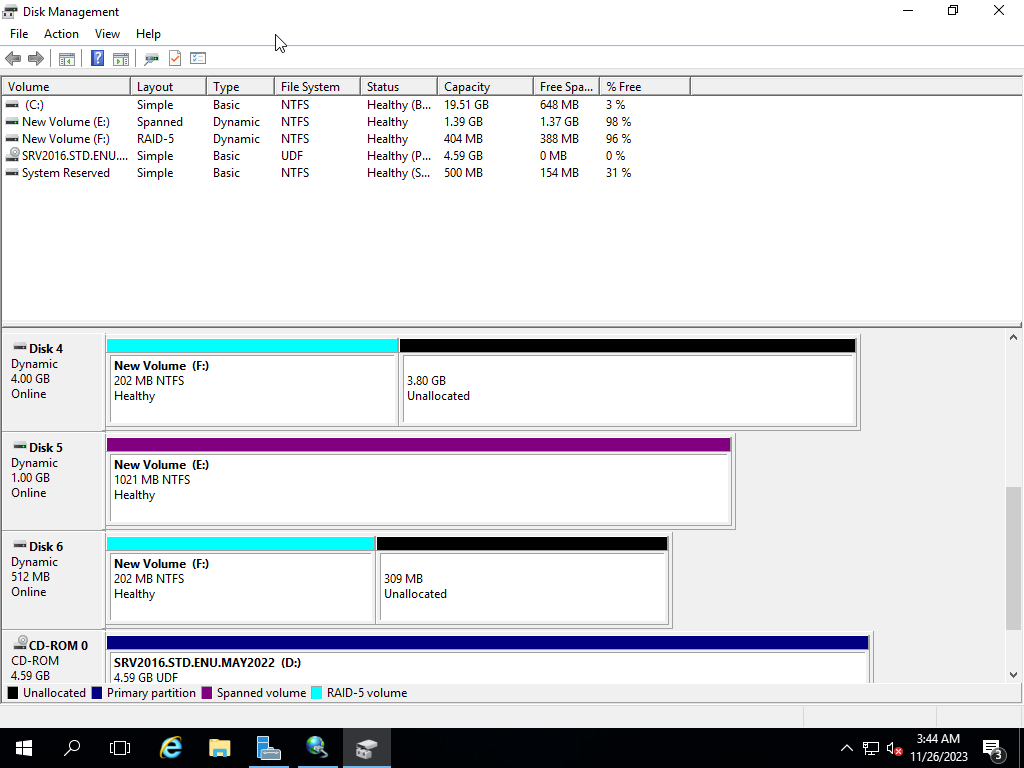 Disk Management
File Action View Help
Volume Layout Type File System Status Capacity Free Spa... % Free
(C:) Simple Basic NTFS Healthy (B... 19.51 GB 648 MB 3 %
New Volume (E:) Spanned Dynamic NTFS Healthy 1.39 GB 1.37 GB 98 %
New Volume (F:) RAID-5 Dynamic NTFS Healthy 404 MB 388 MB 96 %
SRV2016.STD.ENU.... Simple Basic UDF Healthy (P... 4.59 GB 0 MB 0 %
System Reserved Simple Basic NTFS Healthy (S... 500 MB 154 MB 31 %
Disk 4
Dynamic
4.00 GB
Online
New Volume (F:)
202 MB NTFS
Healthy
3.80 GB
Unallocated
Disk 5
Dynamic
1.00 GB
Online
New Volume (E:)
1021 MB NTFS
Healthy
Disk 6
Dynamic
512 MB
Online
New Volume (F:)
202 MB NTFS
Healthy
309 MB
Unallocated
CD-ROM 0
CD-ROM
4.59 GB
SRV2016.STD.ENU.MAY2022 (D:)
4.59 GB UDF
Unallocated Primary partition Spanned volume RAID-5 volume
3:44 AM
11/26/2023
3